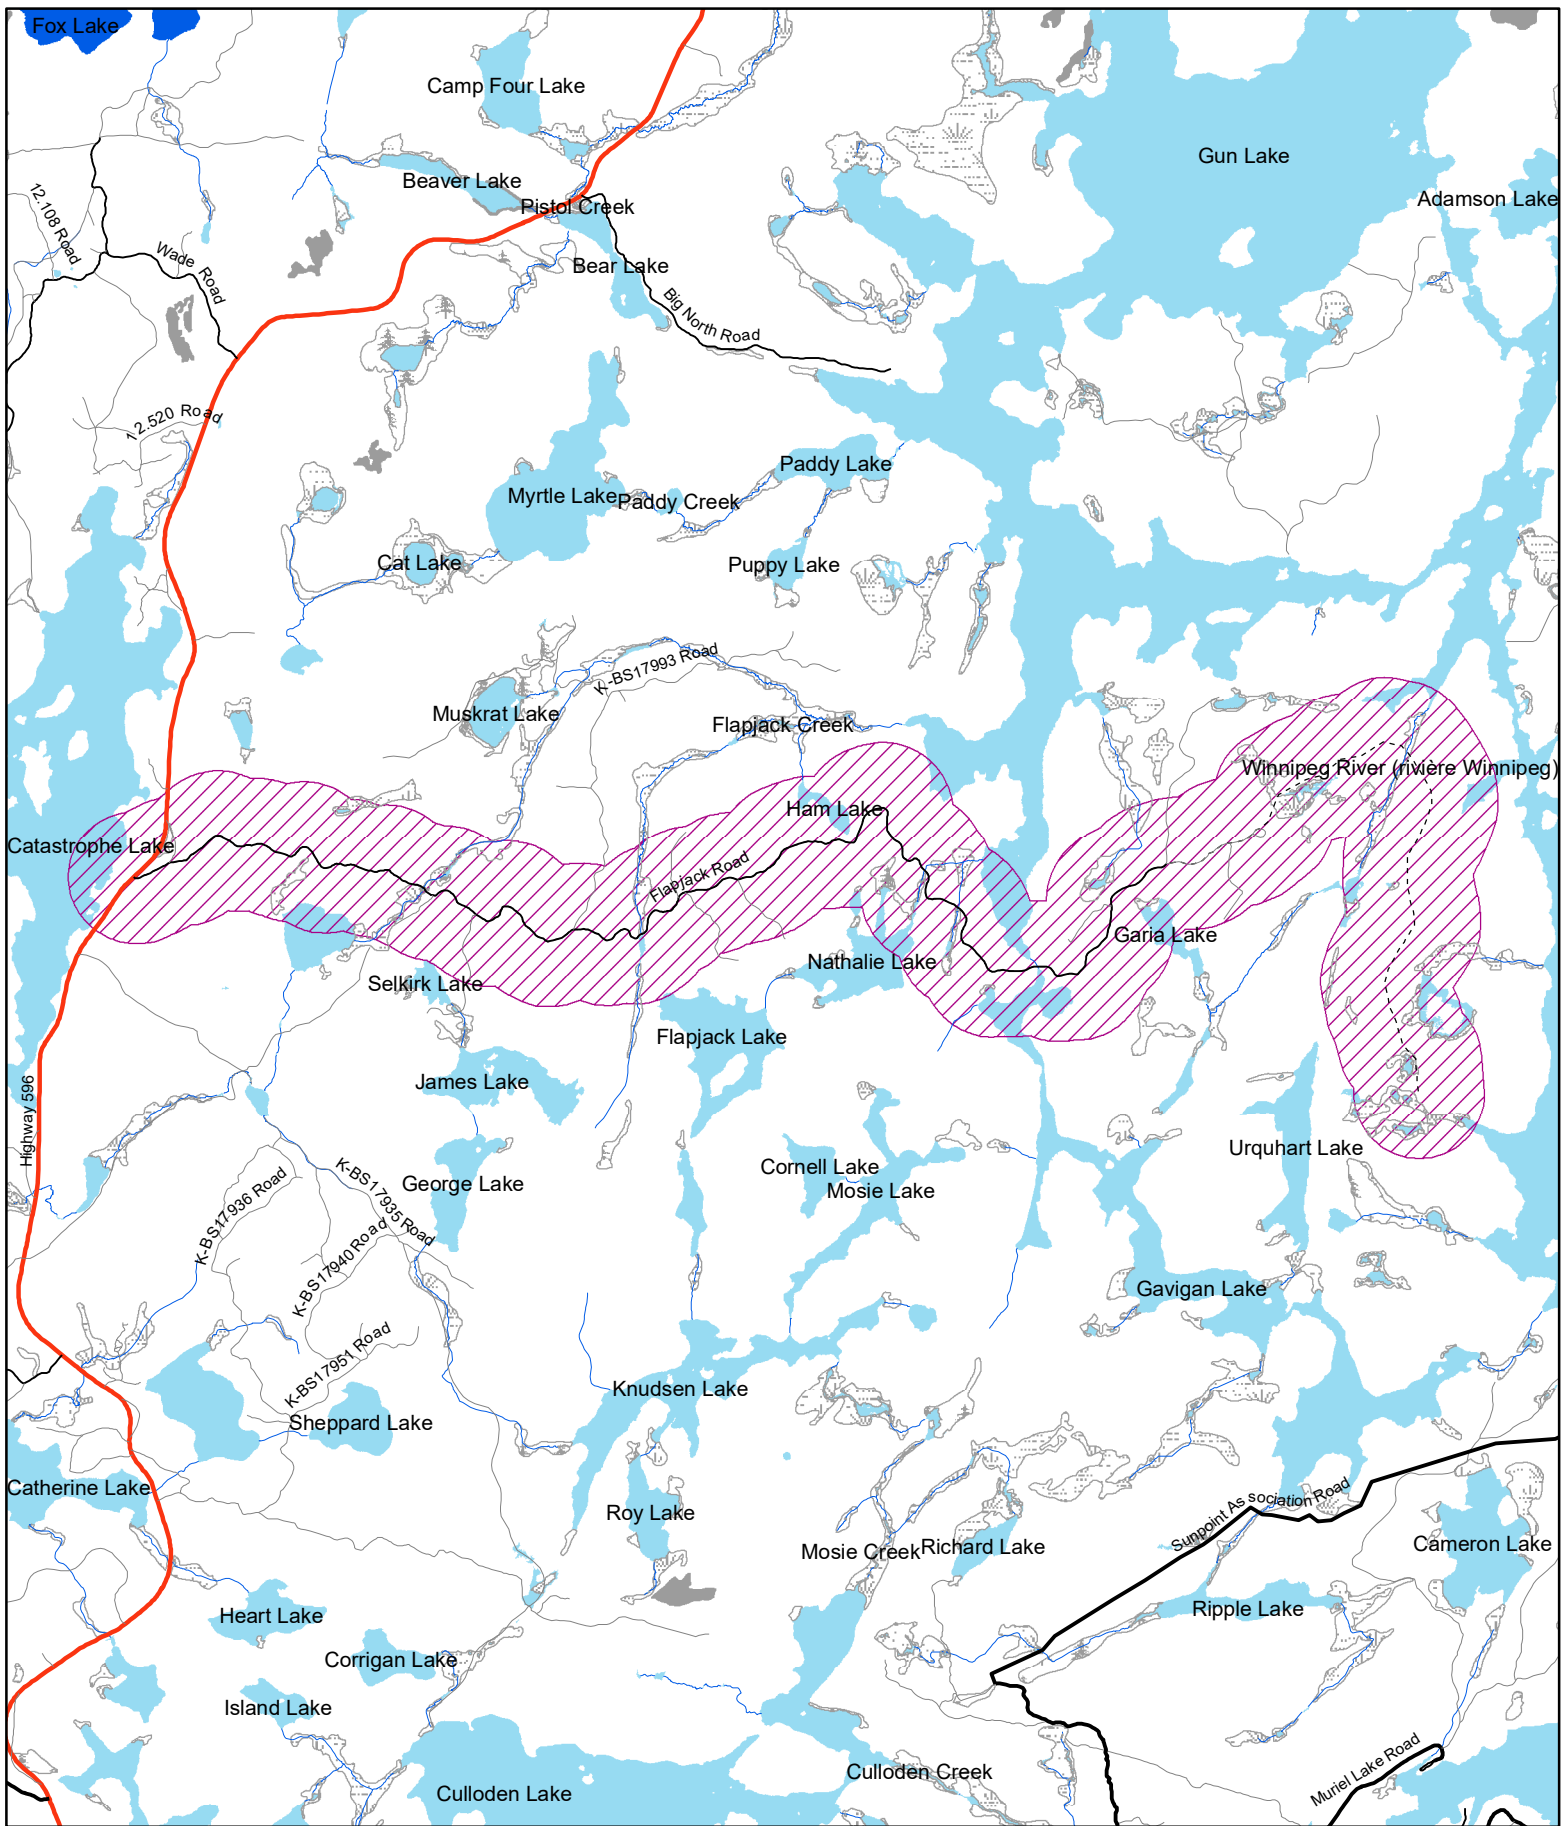 Fox Lake
Camp Four Lake
Gun Lake
Beaver Lake
Adamson Lake
Pistol Creek
12.108 Road
Wade Road
Bear Lake
Big North Road
12.520 Road
Paddy Lake
Myrtle Lake
Paddy Creek
Cat Lake
Puppy Lake
K-BS17993 Road
Muskrat Lake
Flapjack Creek
Winnipeg River (rivière Winnipeg)
Ham Lake
Catastrophe Lake
Flapjack Road
Garia Lake
Nathalie Lake
Selkirk Lake
Flapjack Lake
James Lake
Highway 596
Urquhart Lake
Cornell Lake
George Lake
Mosie Lake
K-BS17936 Road
K-BS17935 Road
K-BS17940 Road
Gavigan Lake
K-BS17951 Road
Knudsen Lake
Sheppard Lake
Catherine Lake
Roy Lake
Sunpoint As sociation Road
Mosie Creek
Richard Lake
Cameron Lake
Heart Lake
Ripple Lake
Corrigan Lake
Island Lake
Culloden Creek
Muriel Lake Road
Culloden Lake